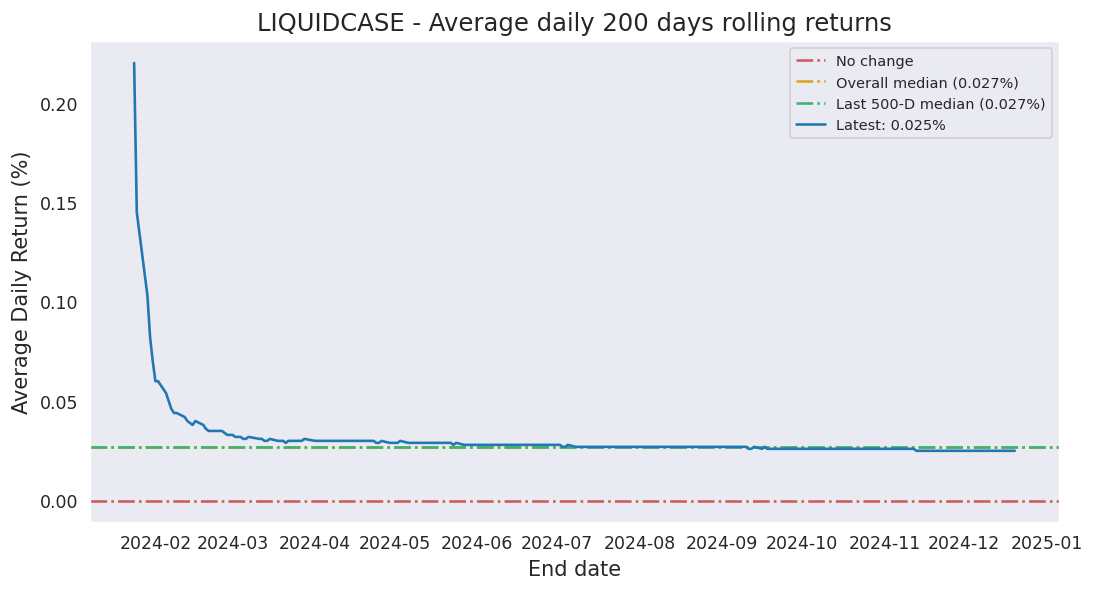 LIQUIDCASE - Average daily 200 days rolling returns
No change
Overall median (0.027%)
Last 500-D median (0.027%)
Latest: 0.025%
Average Daily Return (%)
0.20
0.15
0.10
0.05
0.00
2024-02 2024-03 2024-04 2024-05 2024-06 2024-07 2024-08 2024-09 2024-10 2024-11 2024-12 2025-01
End date